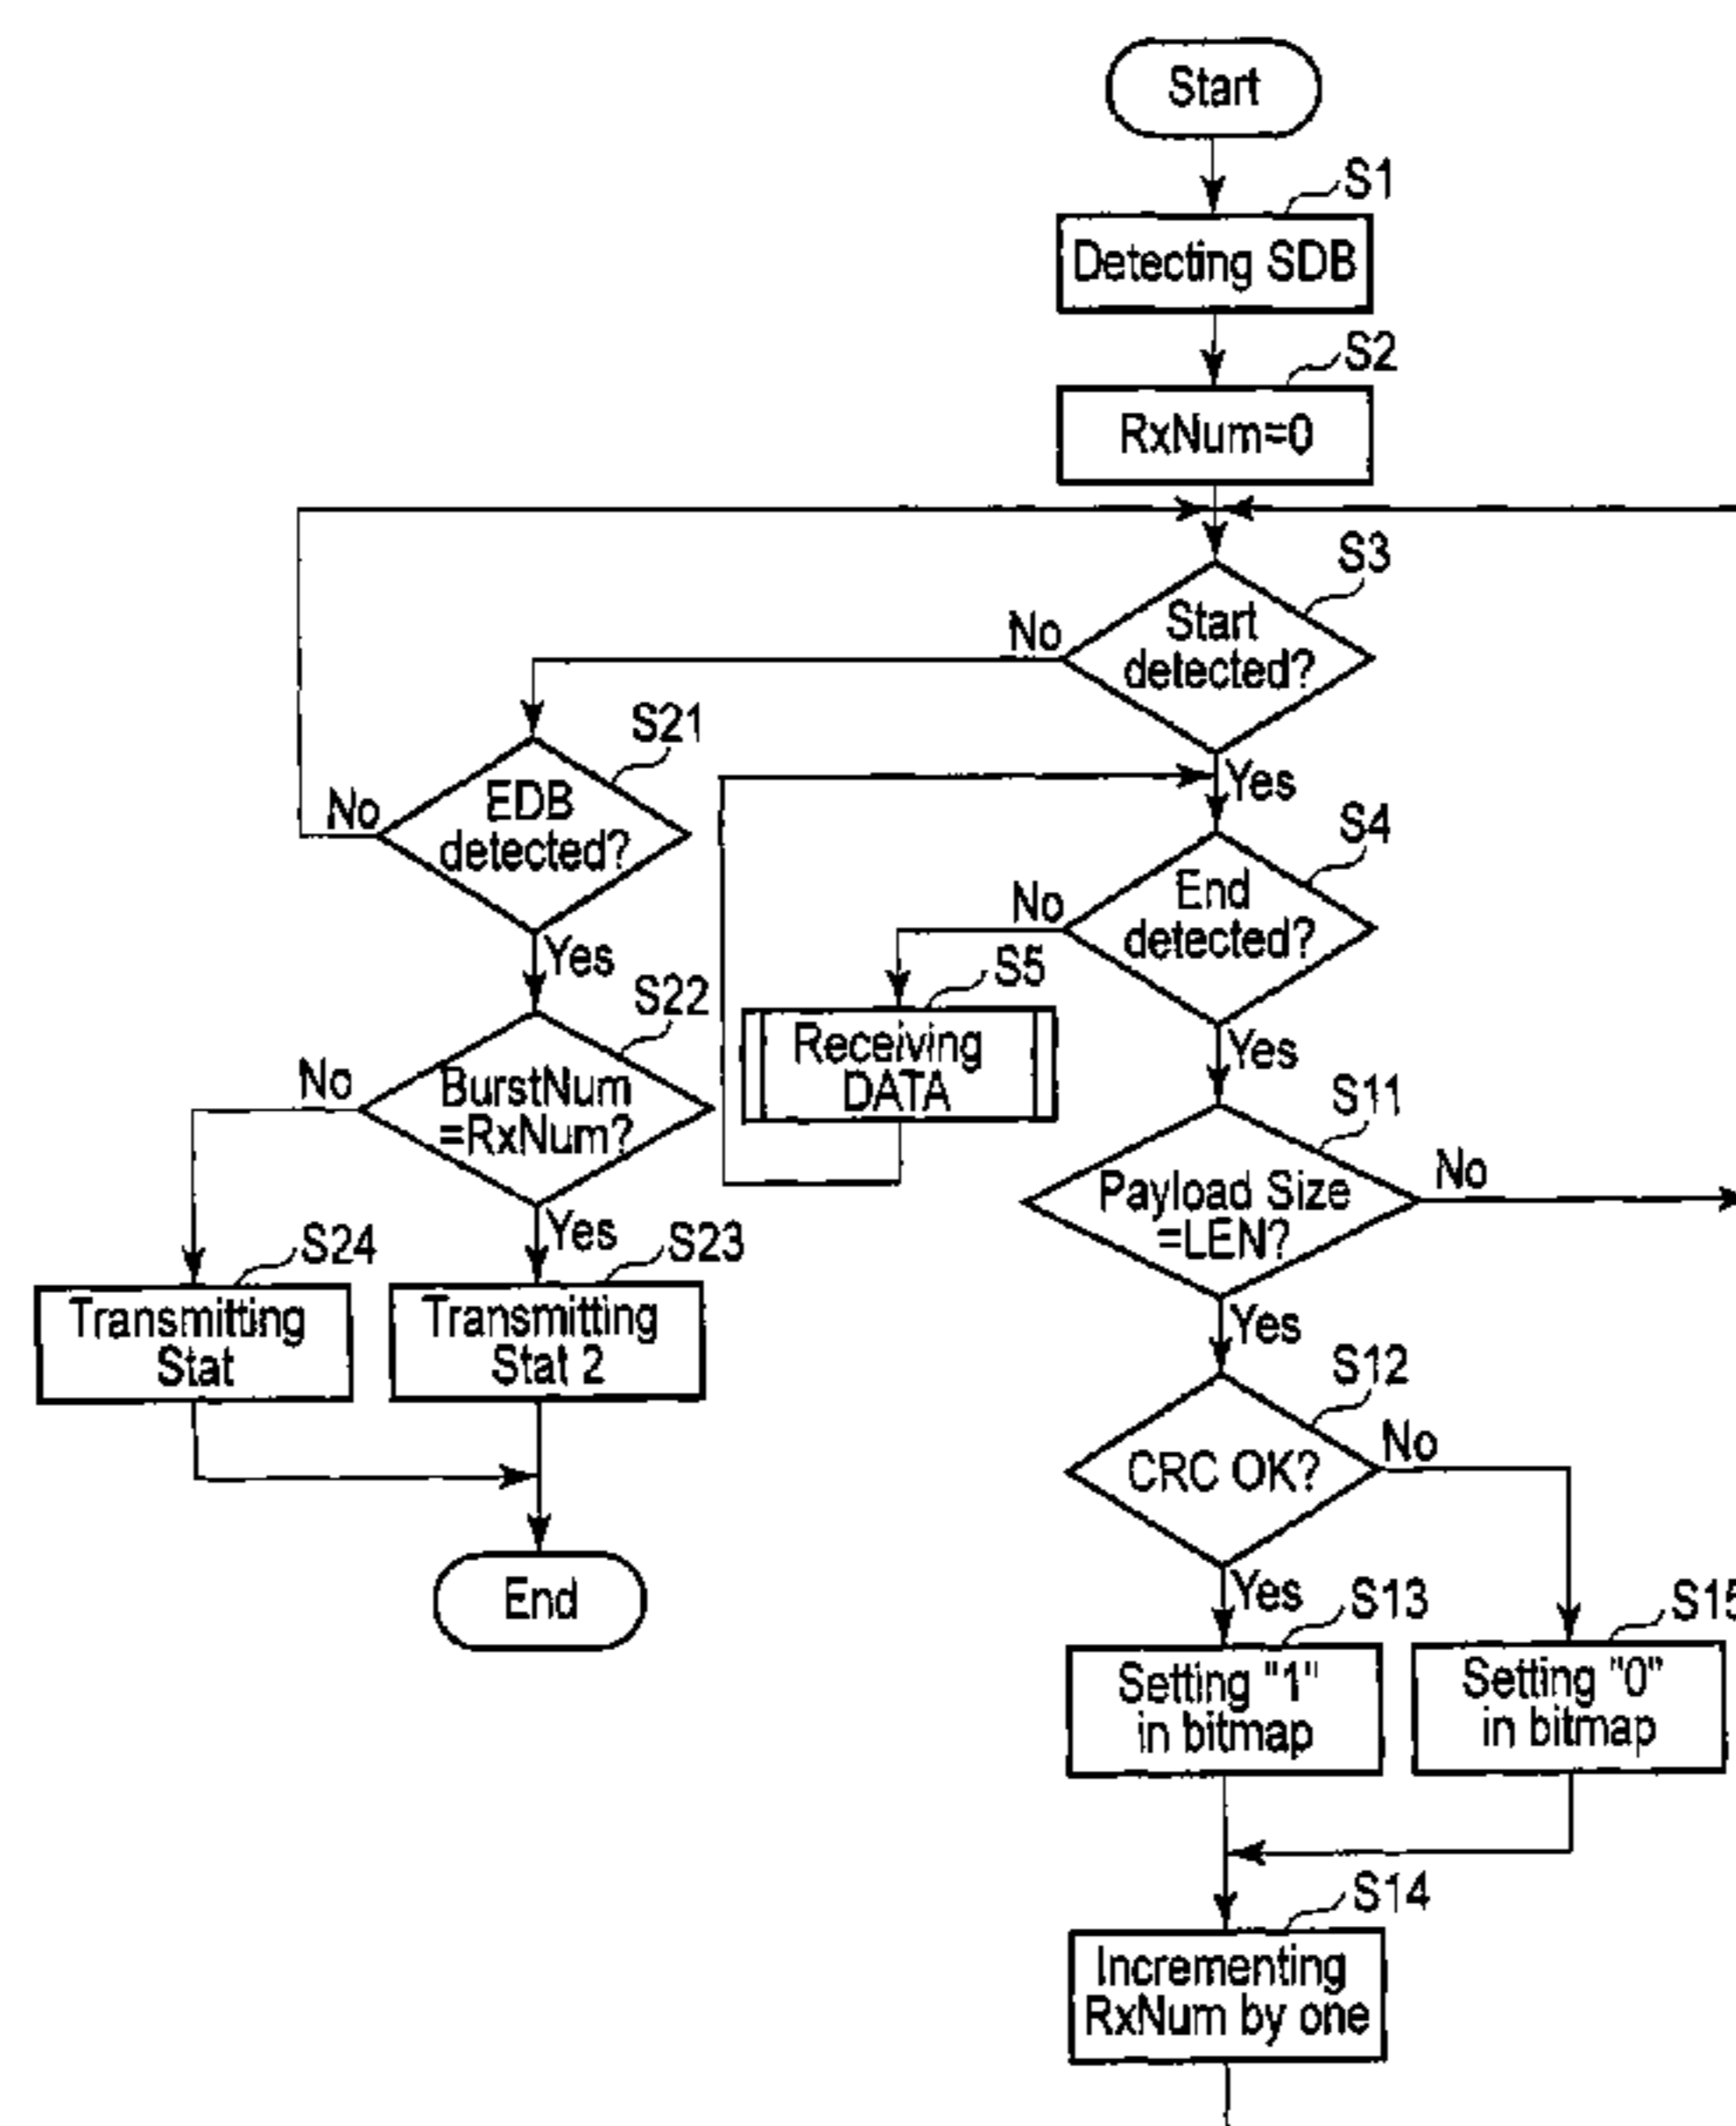 Start
S1
Detecting SDB
S2
RxNum=0
S3
Start
detected?
No
Yes
S21
EDB
detected?
No
Yes
S4
End
detected?
No
Yes
S5
Receiving
DATA
S22
BurstNum
=RxNum?
No
Yes
S11
Payload Size
=LEN?
No
Yes
S24
Transmitting
Stat
S23
Transmitting
Stat 2
S12
CRC OK?
No
Yes
End
S13
Setting "1"
in bitmap
S15
Setting "0"
in bitmap
S14
Incrementing
RxNum by one